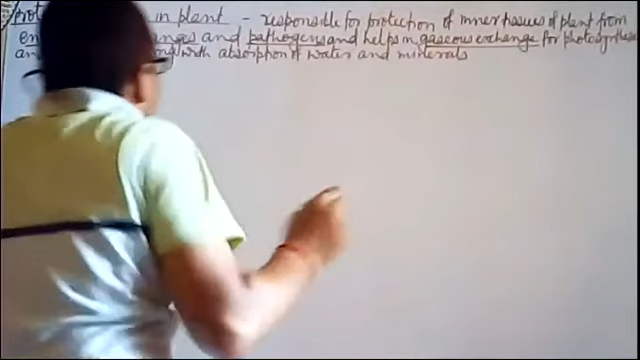 in plant - responsible for protection of inner tissues of plant from
and pathogens and helps in gaseous exchange for photosynthesis
with absorption of water and minerals